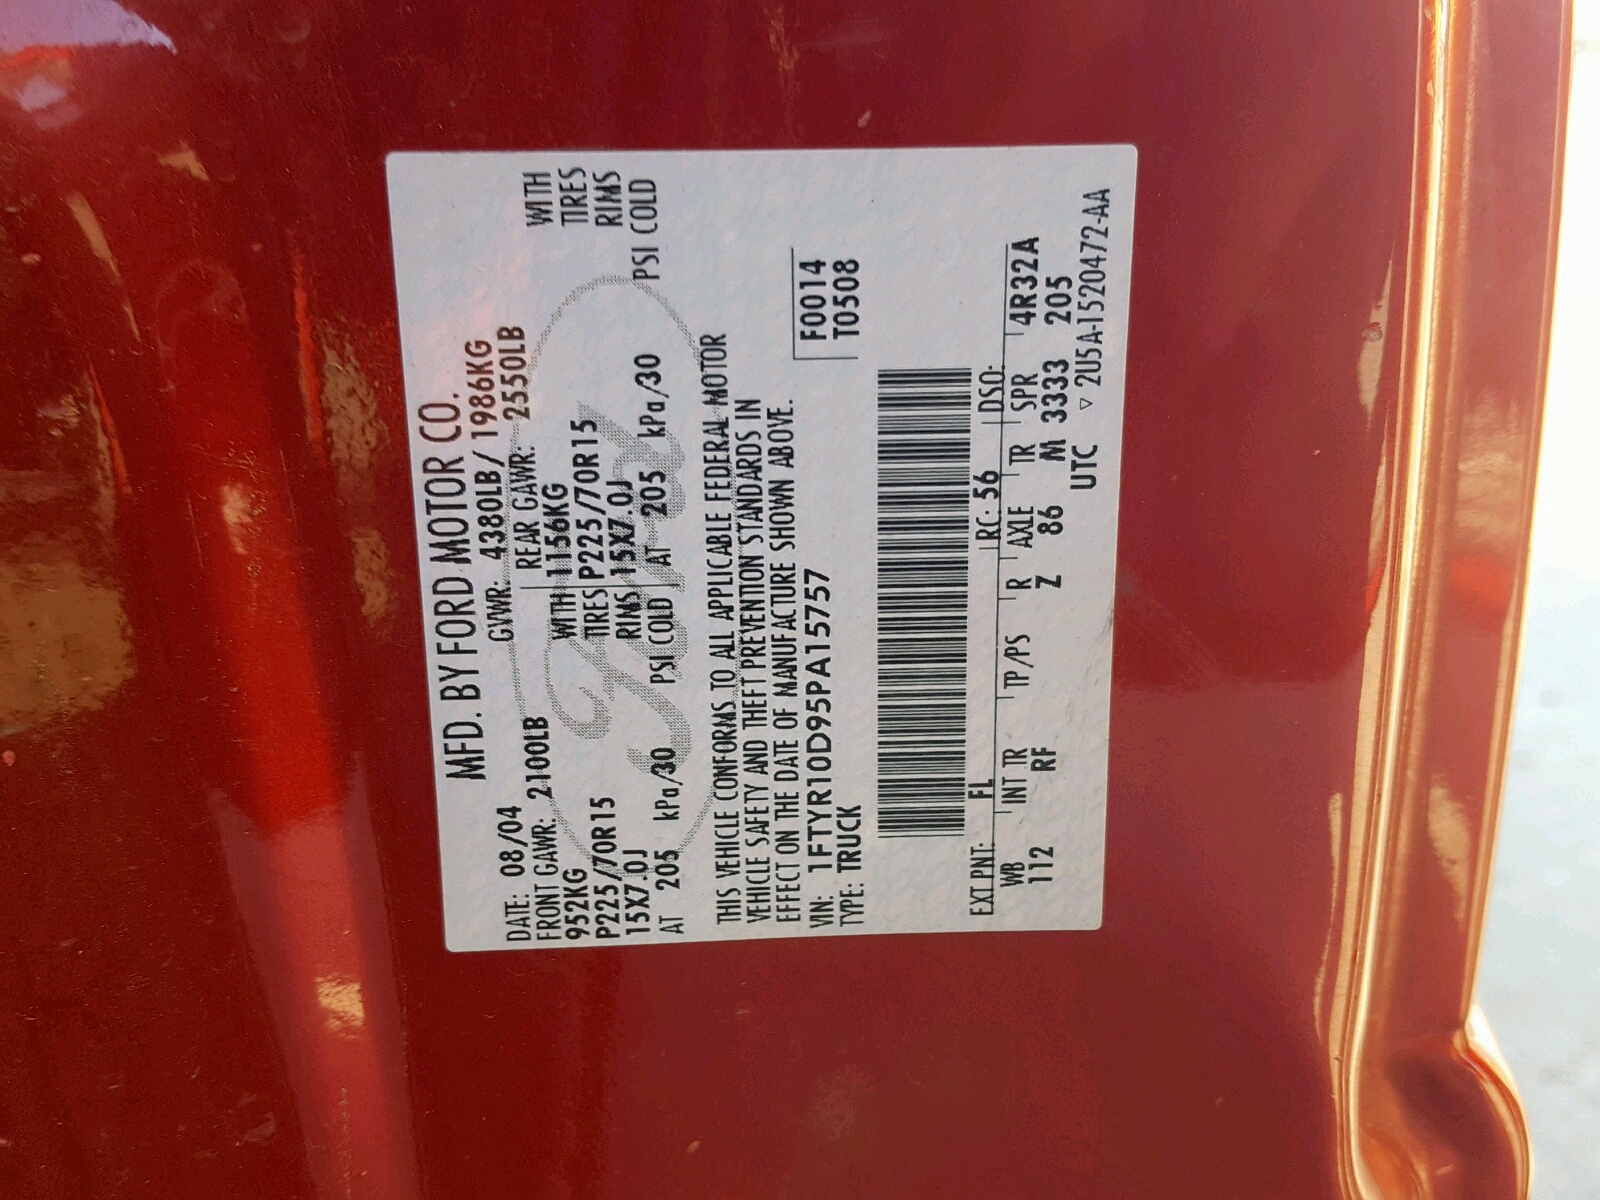 MFD. BY FORD MOTOR CO.
DATE: 08/04 GVWR: 4380LB/ 1986KG
FRONT GAWR: 2100LB REAR GAWR: 2550LB
952KG WITH 1156KG WITH
P225/70R15 TIRES P225/70R15 TIRES
15X7.0J RIMS 15X7.0J RIMS
AT 205 kPa/30 PSI COLD AT 205 kPa/30 PSI COLD
Ford
THIS VEHICLE CONFORMS TO ALL APPLICABLE FEDERAL MOTOR
VEHICLE SAFETY AND THEFT PREVENTION STANDARDS IN
EFFECT ON THE DATE OF MANUFACTURE SHOWN ABOVE.
VIN: 1FTYR10D95PA15757 F0014
TYPE: TRUCK T0508
EXT PNT: FL RC: 56 DSO:
WB INT TR TP/PS R AXLE TR SPR 4R32A
112 RF Z 86 M 3333 205
UTC ▽ 2U5A-1520472-AA